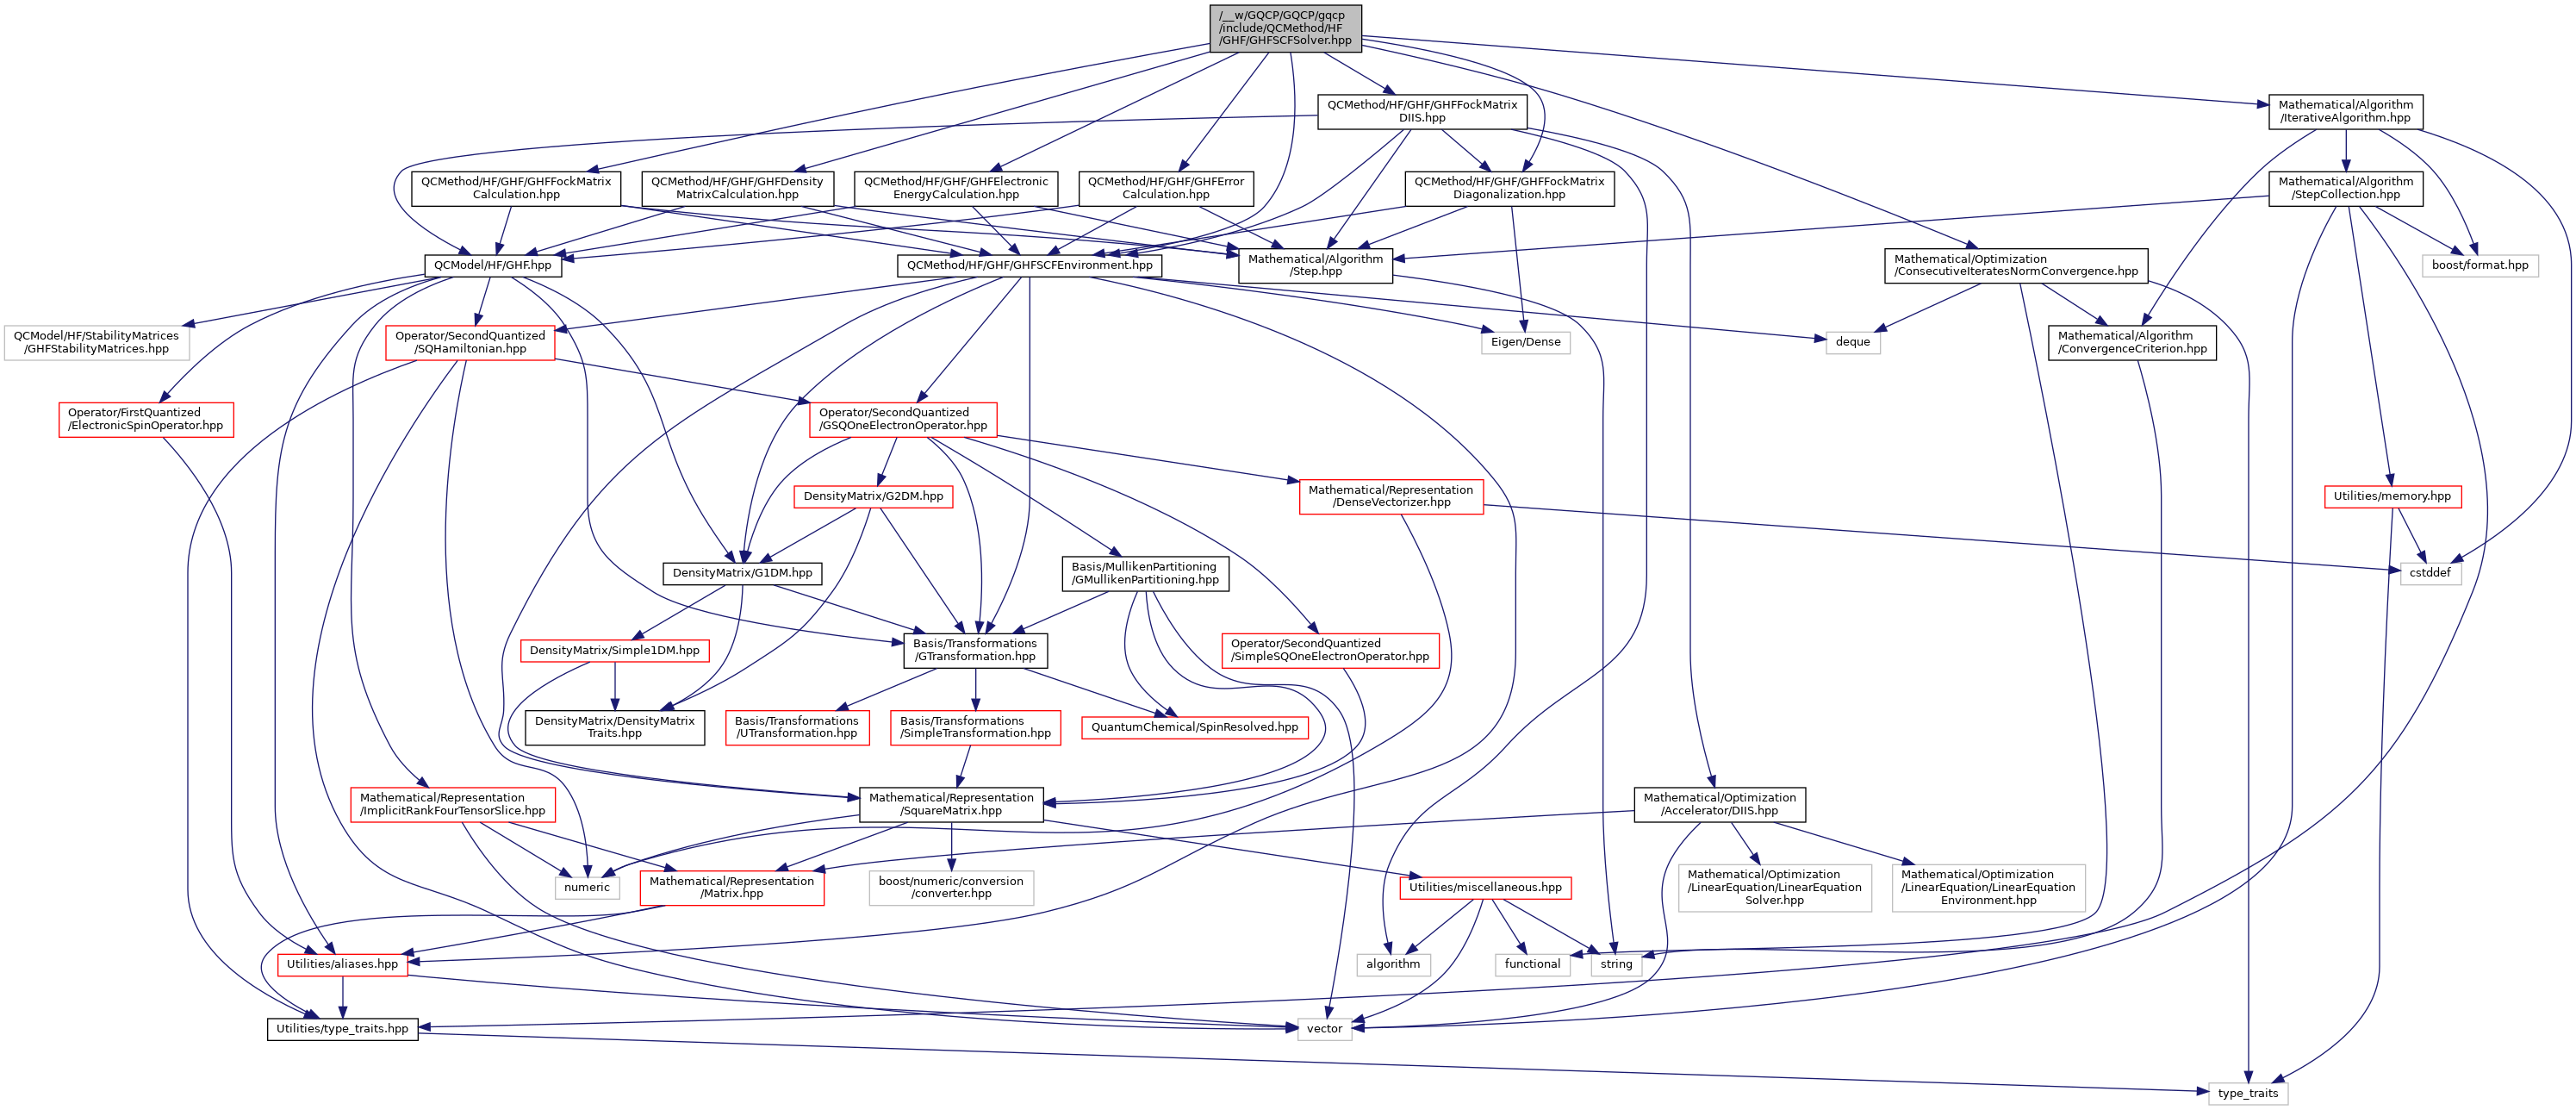 /__w/GQCP/GQCP/gqcp
/include/QCMethod/HF
/GHF/GHFSCFSolver.hpp
QCMethod/HF/GHF/GHFFockMatrix
DIIS.hpp
Mathematical/Algorithm
/IterativeAlgorithm.hpp
QCMethod/HF/GHF/GHFFockMatrix
Calculation.hpp
QCMethod/HF/GHF/GHFDensity
MatrixCalculation.hpp
QCMethod/HF/GHF/GHFElectronic
EnergyCalculation.hpp
QCMethod/HF/GHF/GHFError
Calculation.hpp
QCMethod/HF/GHF/GHFFockMatrix
Diagonalization.hpp
Mathematical/Algorithm
/StepCollection.hpp
QCModel/HF/GHF.hpp
QCMethod/HF/GHF/GHFSCFEnvironment.hpp
Mathematical/Algorithm
/Step.hpp
Mathematical/Optimization
/ConsecutiveIteratesNormConvergence.hpp
boost/format.hpp
QCModel/HF/StabilityMatrices
/GHFStabilityMatrices.hpp
Operator/SecondQuantized
/SQHamiltonian.hpp
Eigen/Dense
deque
Mathematical/Algorithm
/ConvergenceCriterion.hpp
Operator/FirstQuantized
/ElectronicSpinOperator.hpp
Operator/SecondQuantized
/GSQOneElectronOperator.hpp
DensityMatrix/G2DM.hpp
Mathematical/Representation
/DenseVectorizer.hpp
Utilities/memory.hpp
DensityMatrix/G1DM.hpp
Basis/MullikenPartitioning
/GMullikenPartitioning.hpp
cstddef
DensityMatrix/Simple1DM.hpp
Basis/Transformations
/GTransformation.hpp
Operator/SecondQuantized
/SimpleSQOneElectronOperator.hpp
DensityMatrix/DensityMatrix
Traits.hpp
Basis/Transformations
/UTransformation.hpp
Basis/Transformations
/SimpleTransformation.hpp
QuantumChemical/SpinResolved.hpp
Mathematical/Representation
/ImplicitRankFourTensorSlice.hpp
Mathematical/Representation
/SquareMatrix.hpp
Mathematical/Optimization
/Accelerator/DIIS.hpp
numeric
Mathematical/Representation
/Matrix.hpp
boost/numeric/conversion
/converter.hpp
Utilities/miscellaneous.hpp
Mathematical/Optimization
/LinearEquation/LinearEquation
Solver.hpp
Mathematical/Optimization
/LinearEquation/LinearEquation
Environment.hpp
Utilities/aliases.hpp
algorithm
functional
string
Utilities/type_traits.hpp
vector
type_traits